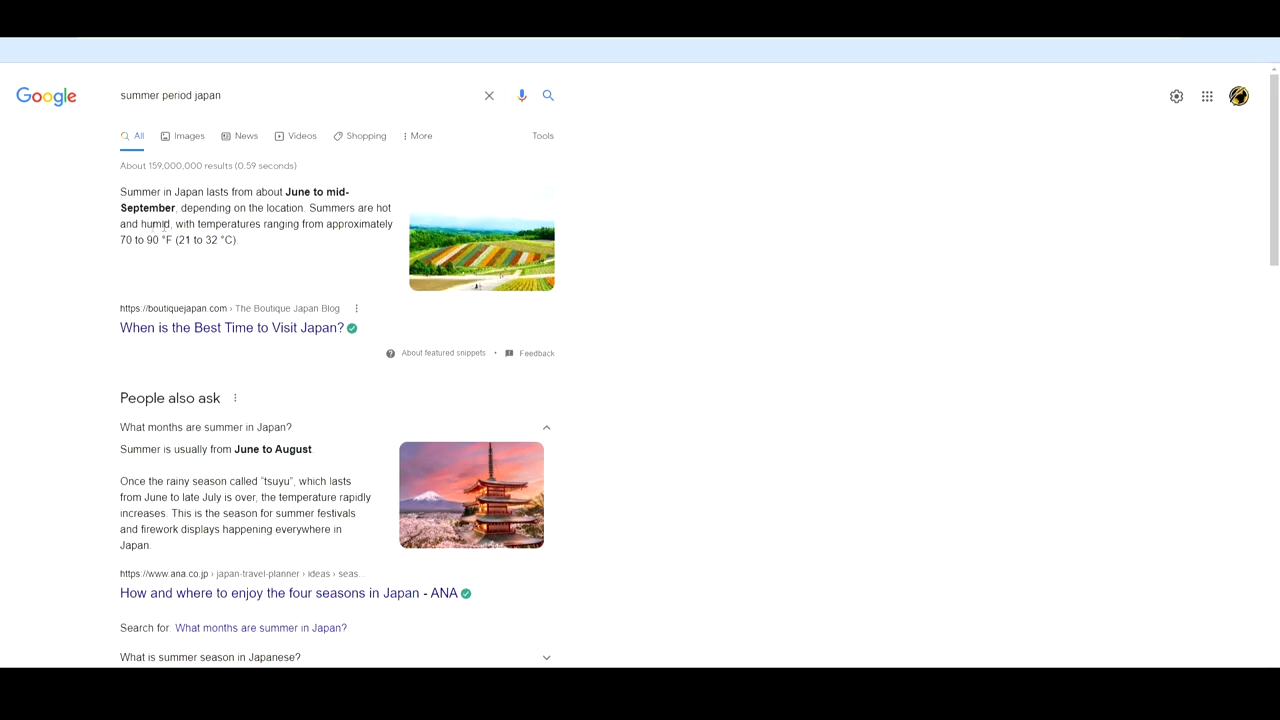 Google
summer period japan
All Images News Videos Shopping More Tools
About 159,000,000 results (0.59 seconds)
Summer in Japan lasts from about June to mid-
September, depending on the location. Summers are hot
and humid, with temperatures ranging from approximately
70 to 90 °F (21 to 32 °C).
https://boutiquejapan.com › The Boutique Japan Blog
When is the Best Time to Visit Japan?
About featured snippets • Feedback
People also ask
What months are summer in Japan?
Summer is usually from June to August.
Once the rainy season called “tsuyu”, which lasts
from June to late July is over, the temperature rapidly
increases. This is the season for summer festivals
and firework displays happening everywhere in
Japan.
https://www.ana.co.jp › japan-travel-planner › ideas › seas...
How and where to enjoy the four seasons in Japan - ANA
Search for: What months are summer in Japan?
What is summer season in Japanese?